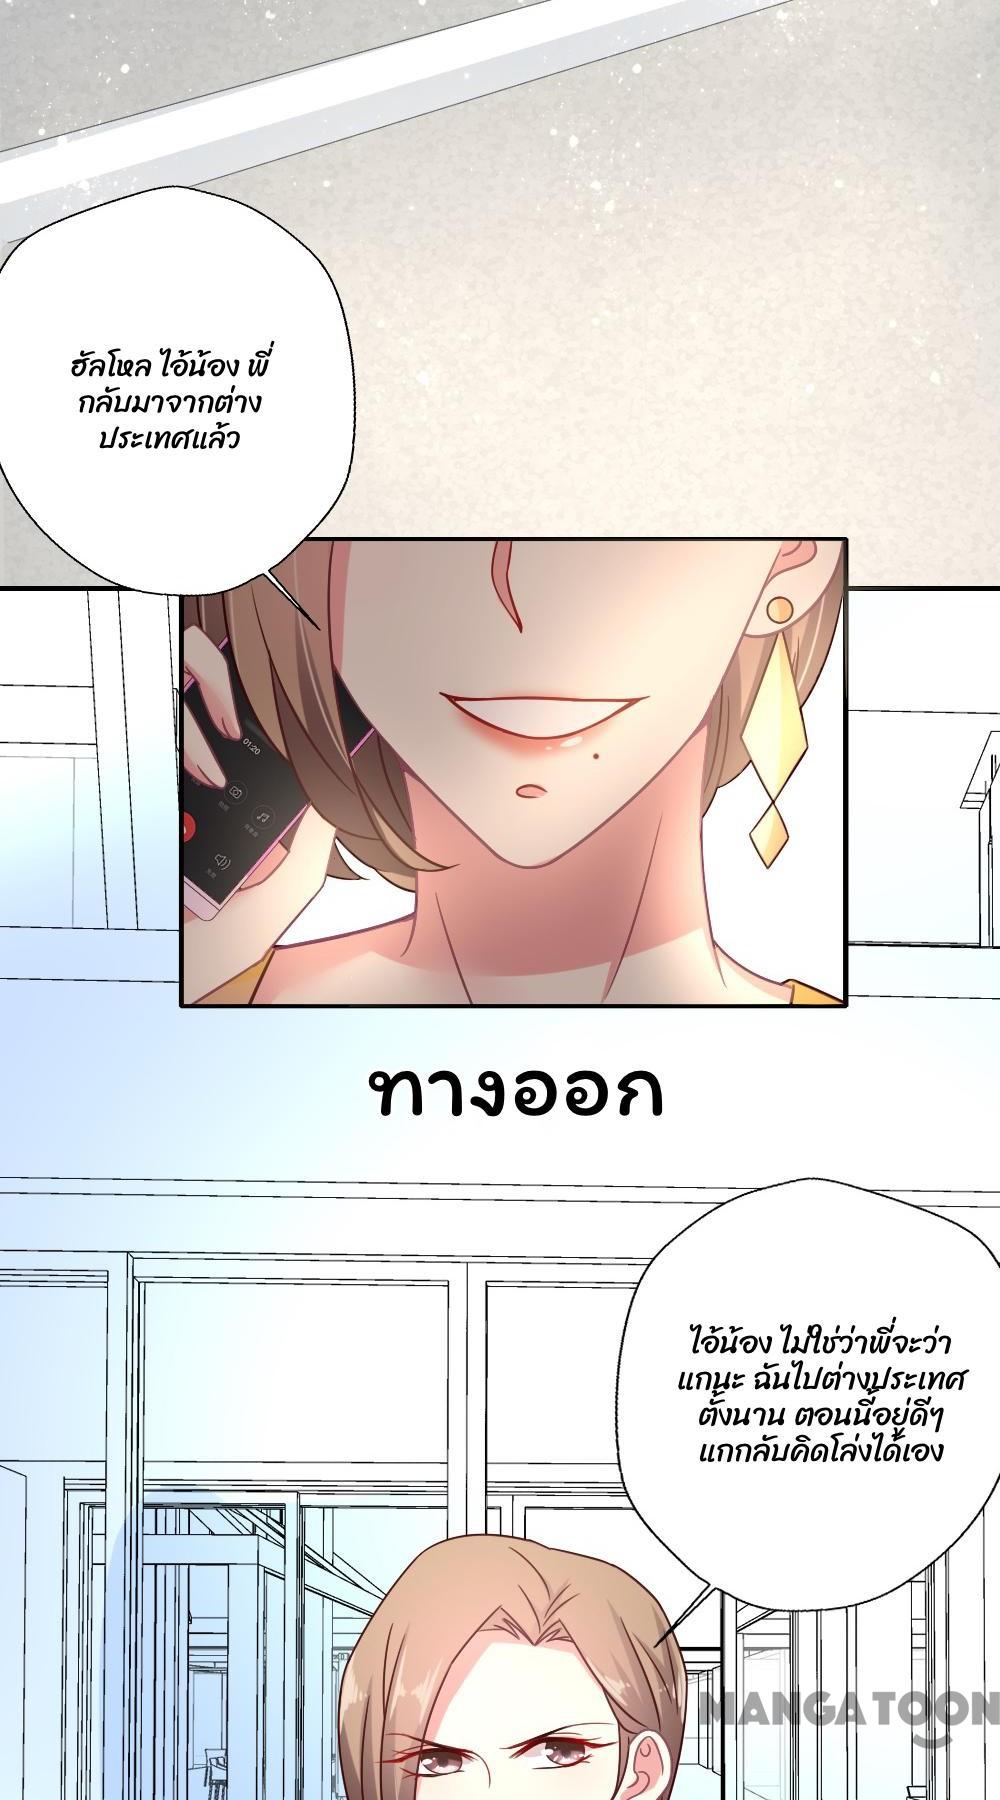 ฮัลโหล ไอ้น้อง พี่
กลับมาจากต่าง
ประเทศแล้ว
01:20
ทางออก
ไอ้น้อง ไม่ใช่ว่าพี่จะว่า
แกนะ ฉันไปต่างประเทศ
ตั้งนาน ตอนนี้อยู่ดีๆ
แกกลับคิดโล่งได้เอง
MANGATOON